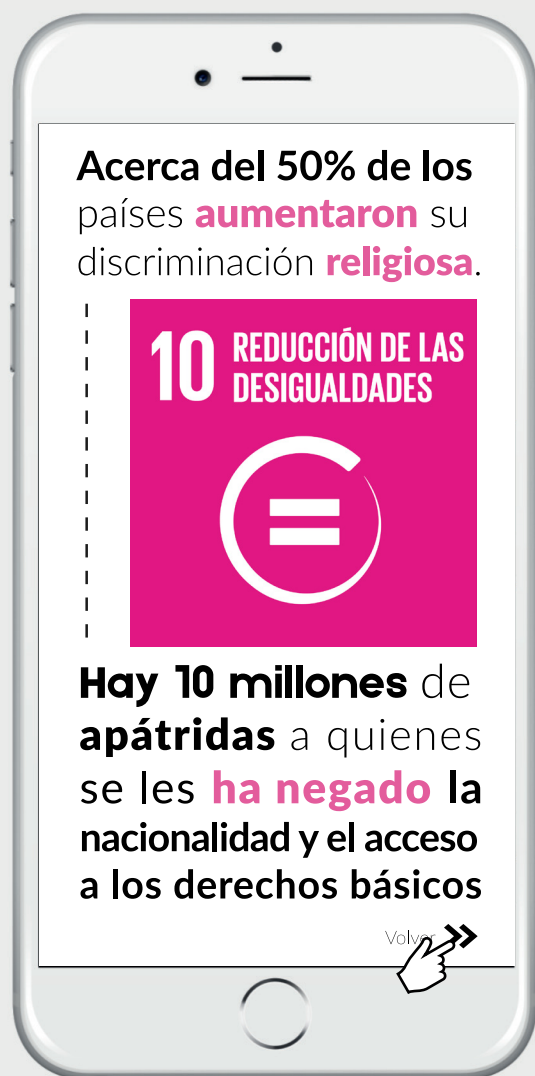 Acerca del 50% de los
países aumentaron su
discriminación religiosa.
10 REDUCCIÓN DE LAS
DESIGUALDADES
Hay 10 millones de
apátridas a quienes
se les ha negado la
nacionalidad y el acceso
a los derechos básicos
Volver